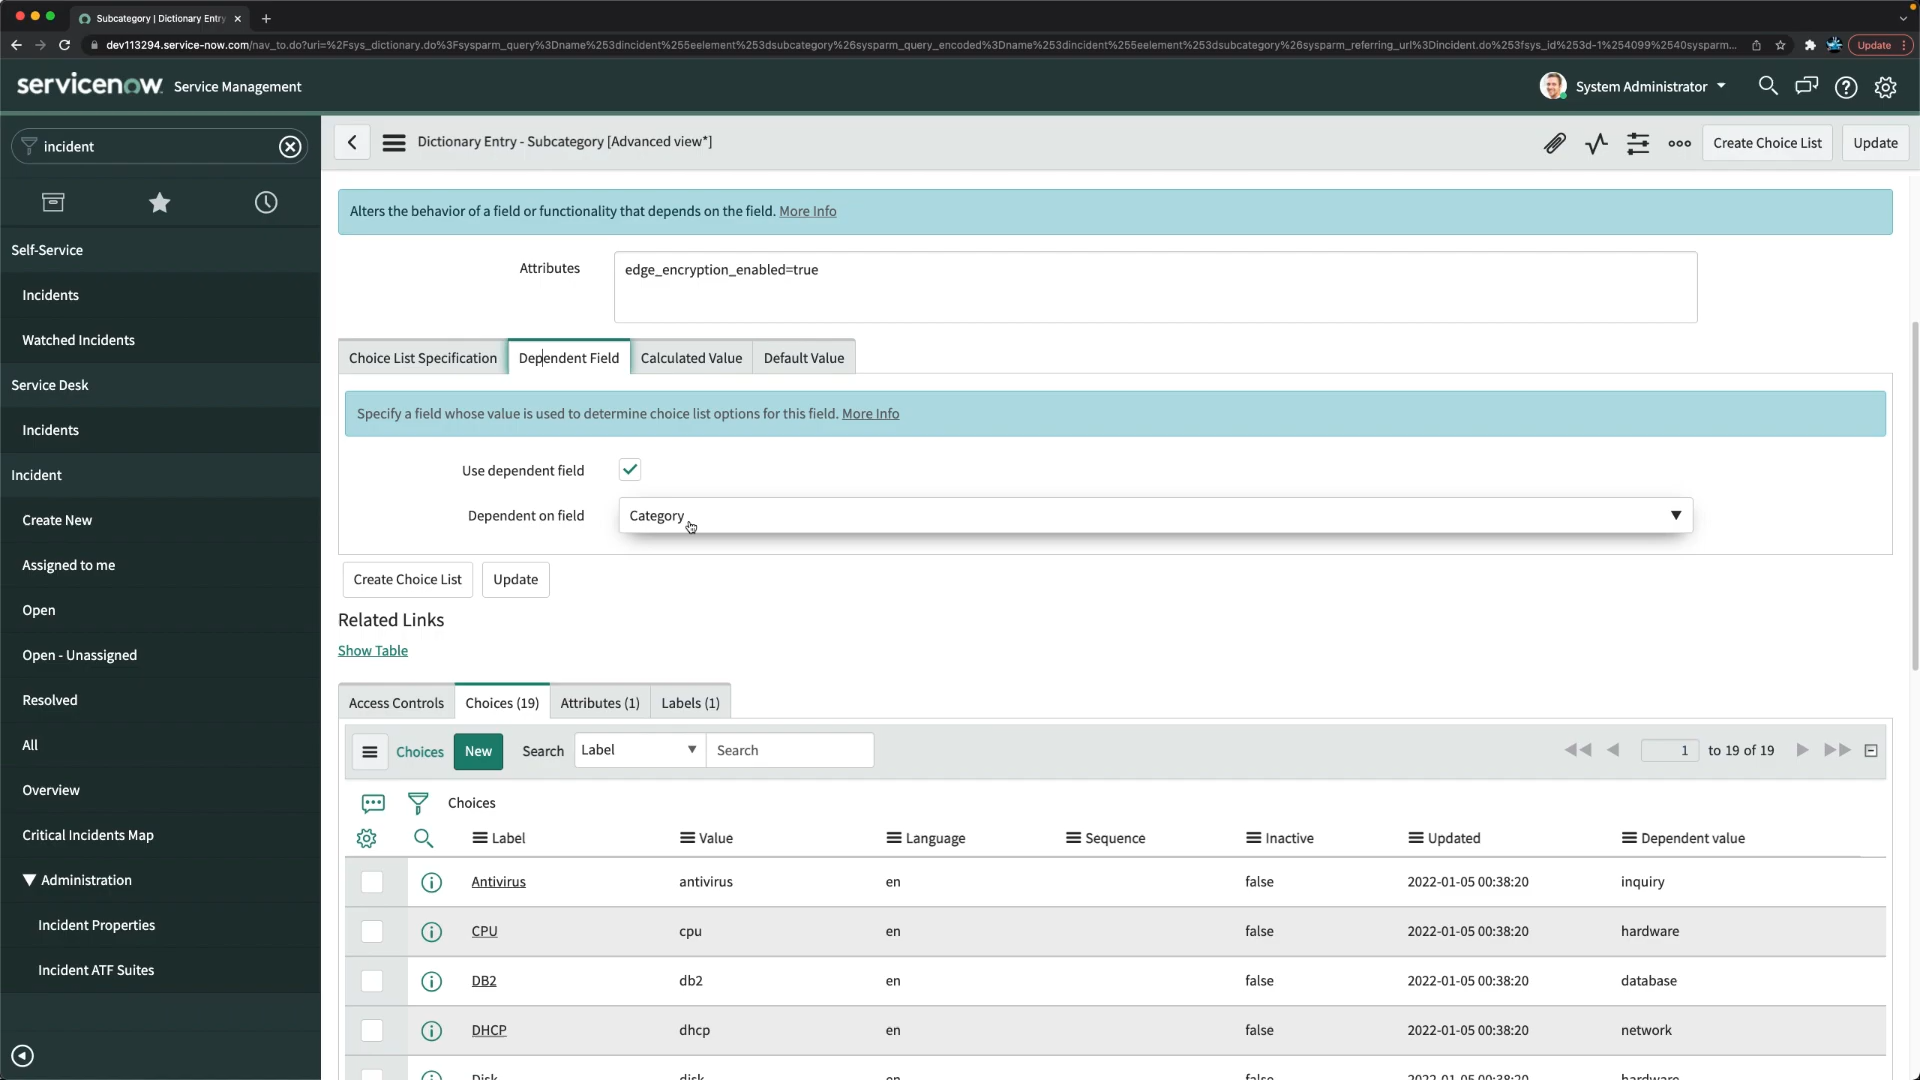 Subcategory | Dictionary Entry
dev113294.service-now.com/nav_to.do?uri=%2Fsys_dictionary.do%3Fsysparm_query%3Dname%253dincident%255eelement%253dsubcategory%26sysparm_query_encoded%3Dname%253dincident%255eelement%253dsubcategory%26sysparm_referring_url%3Dincident.do%253fsys_id%253d-1%254099%2540sysparm...
Update
servicenow. Service Management
System Administrator
incident
Dictionary Entry - Subcategory [Advanced view*]
Create Choice List
Update
Self-Service
Incidents
Watched Incidents
Service Desk
Incidents
Incident
Create New
Assigned to me
Open
Open - Unassigned
Resolved
All
Overview
Critical Incidents Map
Administration
Incident Properties
Incident ATF Suites
Alters the behavior of a field or functionality that depends on the field. More Info
Attributes
edge_encryption_enabled=true
Choice List Specification
Dependent Field
Calculated Value
Default Value
Specify a field whose value is used to determine choice list options for this field. More Info
Use dependent field
Dependent on field
Category
Create Choice List
Update
Related Links
Show Table
Access Controls
Choices (19)
Attributes (1)
Labels (1)
Choices New Search Label Search 1 to 19 of 19
Choices
Label Value Language Sequence Inactive Updated Dependent value
Antivirus antivirus en false 2022-01-05 00:38:20 inquiry
CPU cpu en false 2022-01-05 00:38:20 hardware
DB2 db2 en false 2022-01-05 00:38:20 database
DHCP dhcp en false 2022-01-05 00:38:20 network
Disk disk en false 2022-01-05 00:38:20 hardware